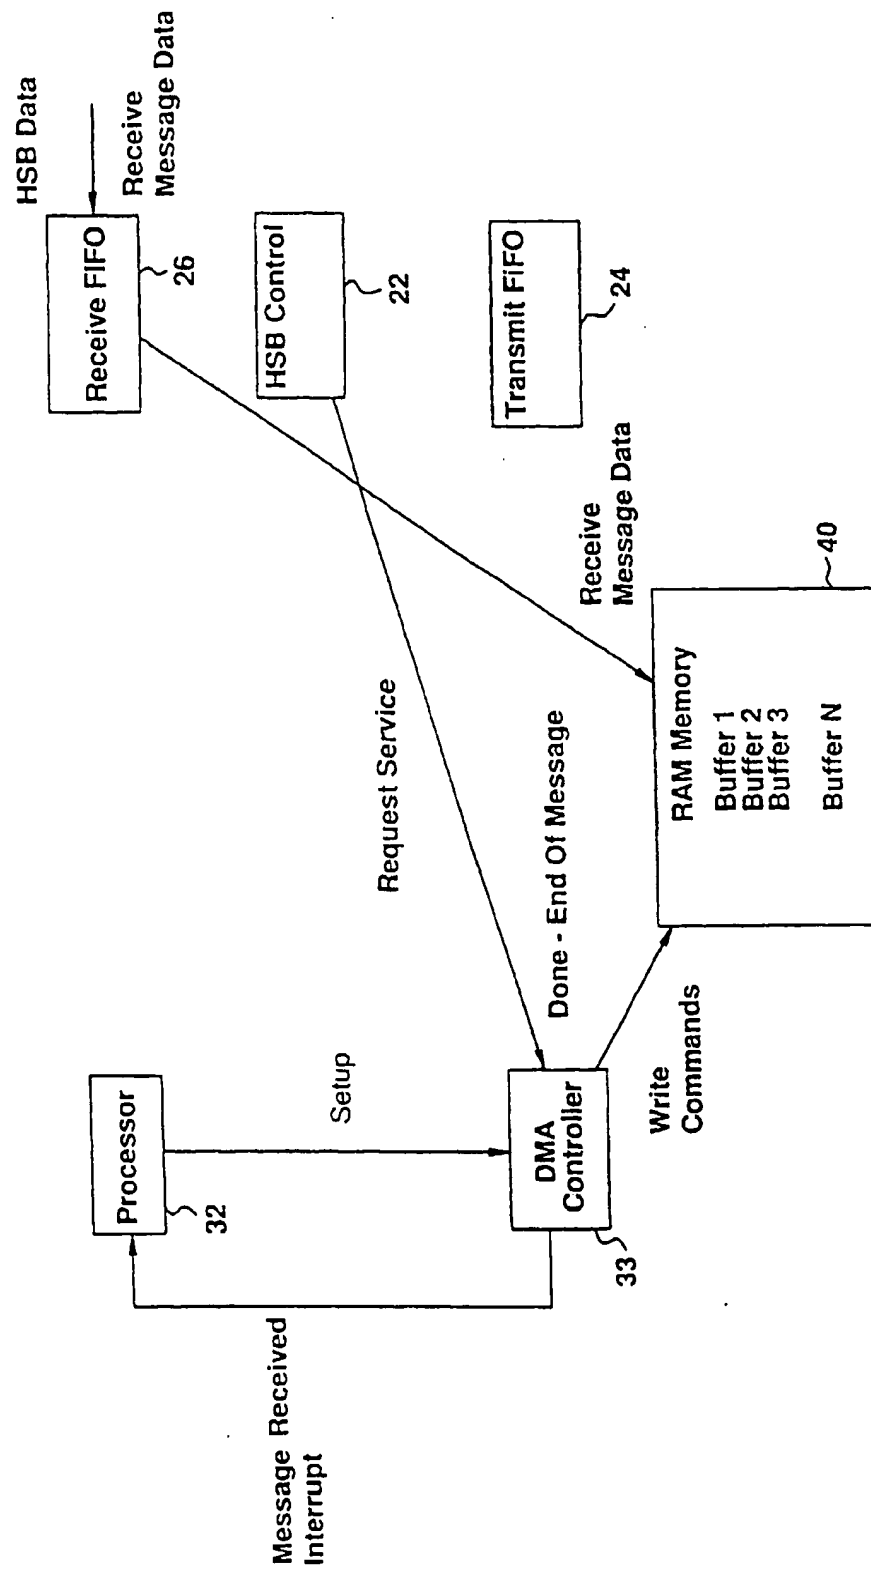 Message Received
Interrupt
Processor
32
Setup
DMA
Controller
33
Write
Commands
Request Service
Done - End Of Message
RAM Memory
Buffer 1
Buffer 2
Buffer 3
Buffer N
40
Receive
Message Data
HSB Data
Receive
Message Data
Receive FIFO
26
HSB Control
22
Transmit FiFO
24